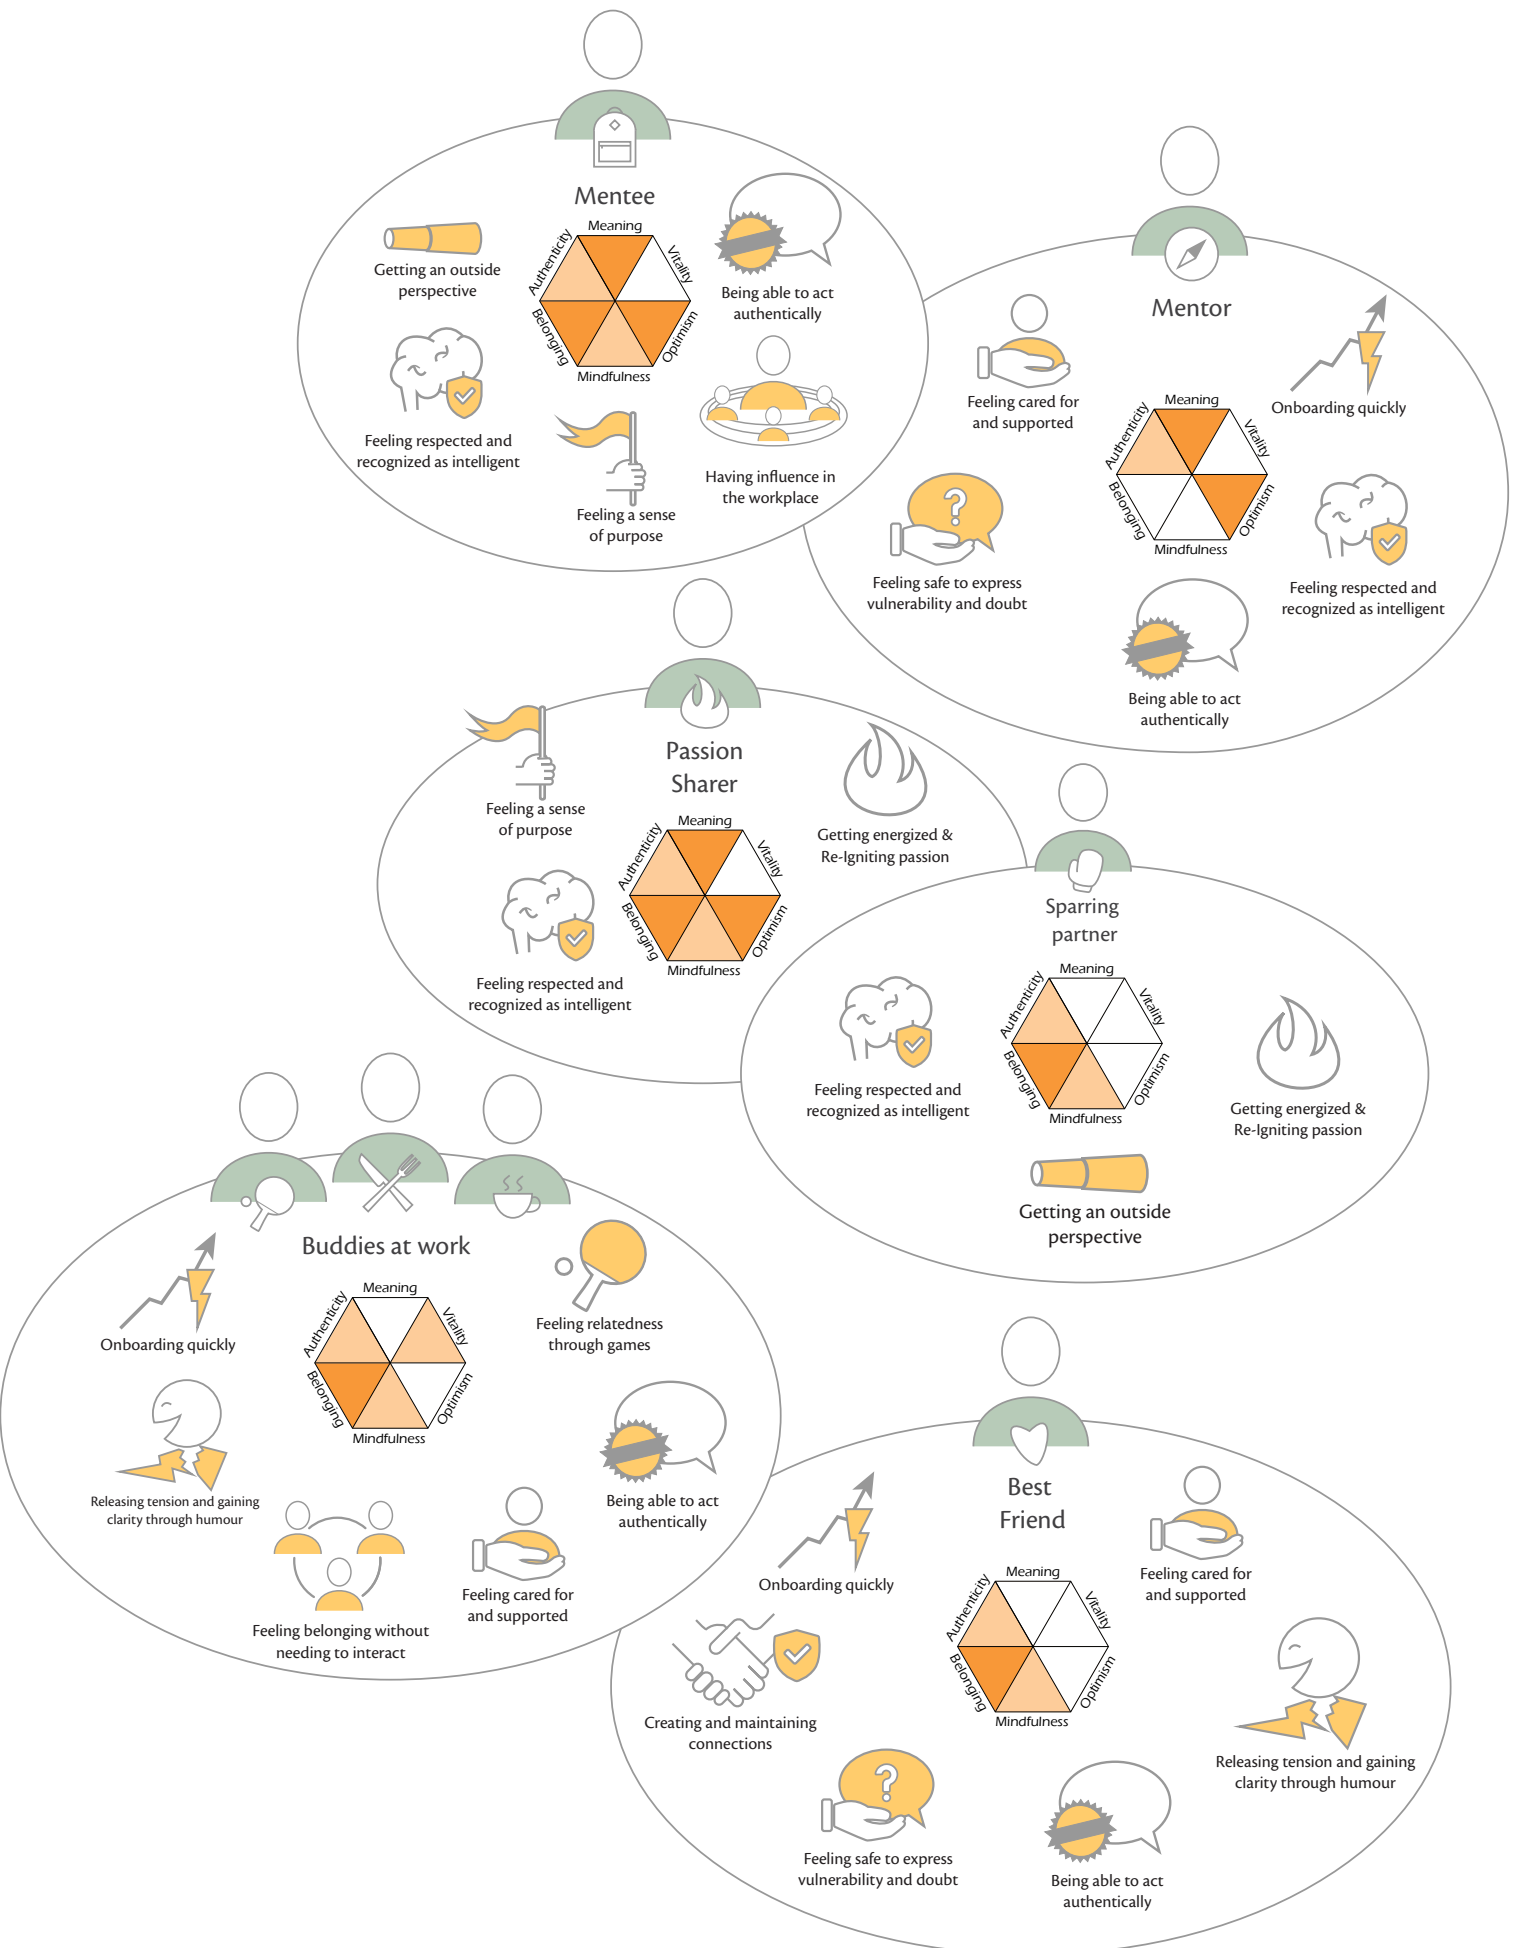 Mentee
Getting an outside
perspective
Feeling respected and
recognized as intelligent
Meaning
Vitality
Optimism
Mindfulness
Belonging
Authenticity
Being able to act
authentically
Having influence in
the workplace
Feeling a sense
of purpose
Mentor
Feeling cared for
and supported
Onboarding quickly
Meaning
Vitality
Optimism
Mindfulness
Belonging
Authenticity
Feeling safe to express
vulnerability and doubt
Feeling respected and
recognized as intelligent
Being able to act
authentically
Passion
Sharer
Feeling a sense
of purpose
Getting energized &
Re-Igniting passion
Meaning
Vitality
Optimism
Mindfulness
Belonging
Authenticity
Feeling respected and
recognized as intelligent
Sparring
partner
Meaning
Vitality
Optimism
Mindfulness
Belonging
Authenticity
Feeling respected and
recognized as intelligent
Getting energized &
Re-Igniting passion
Getting an outside
perspective
Buddies at work
Onboarding quickly
Meaning
Vitality
Optimism
Mindfulness
Belonging
Authenticity
Feeling relatedness
through games
Releasing tension and gaining
clarity through humour
Being able to act
authentically
Feeling cared for
and supported
Feeling belonging without
needing to interact
Best
Friend
Onboarding quickly
Feeling cared for
and supported
Meaning
Vitality
Optimism
Mindfulness
Belonging
Authenticity
Creating and maintaining
connections
Releasing tension and gaining
clarity through humour
Feeling safe to express
vulnerability and doubt
Being able to act
authentically